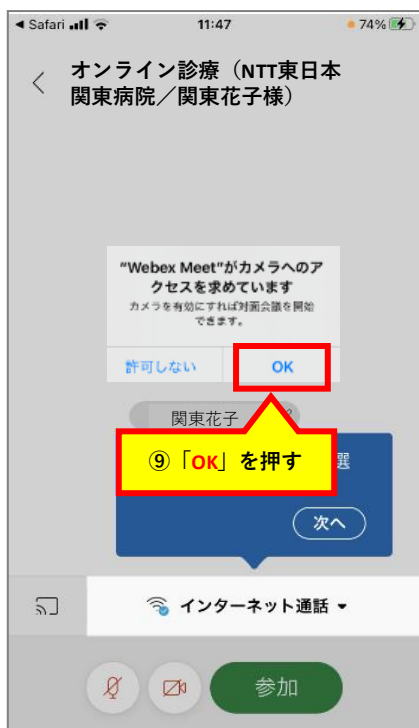 Safari
11:47
74%
オンライン診療（NTT東日本
関東病院／関東花子様）
"Webex Meet"がカメラへのア
クセスを求めています
カメラを有効にすれば対面会議を開始
できます。
許可しない
OK
関東花子
⑨「OK」を押す
選
次へ
インターネット通話
参加